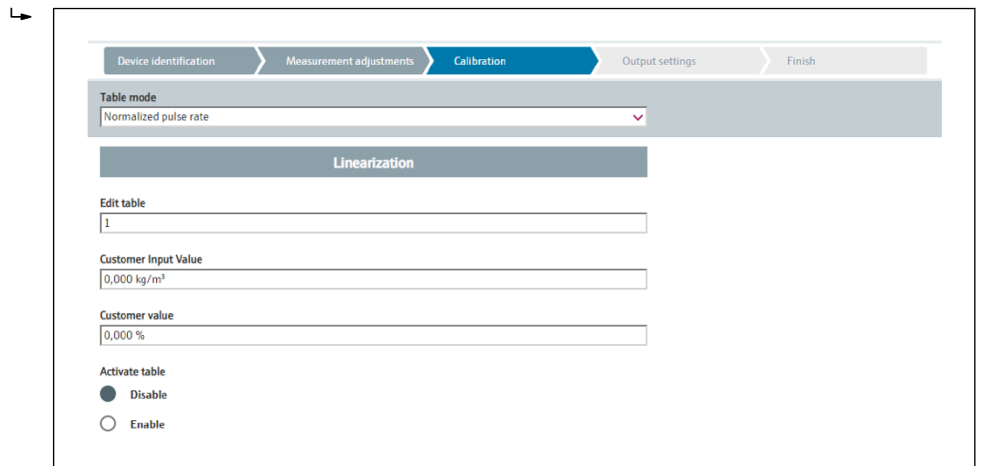 Device identification Measurement adjustments Calibration Output settings Finish
Table mode
Normalized pulse rate
Linearization
Edit table
1
Customer Input Value
0,000 kg/m³
Customer value
0,000 %
Activate table
Disable
Enable